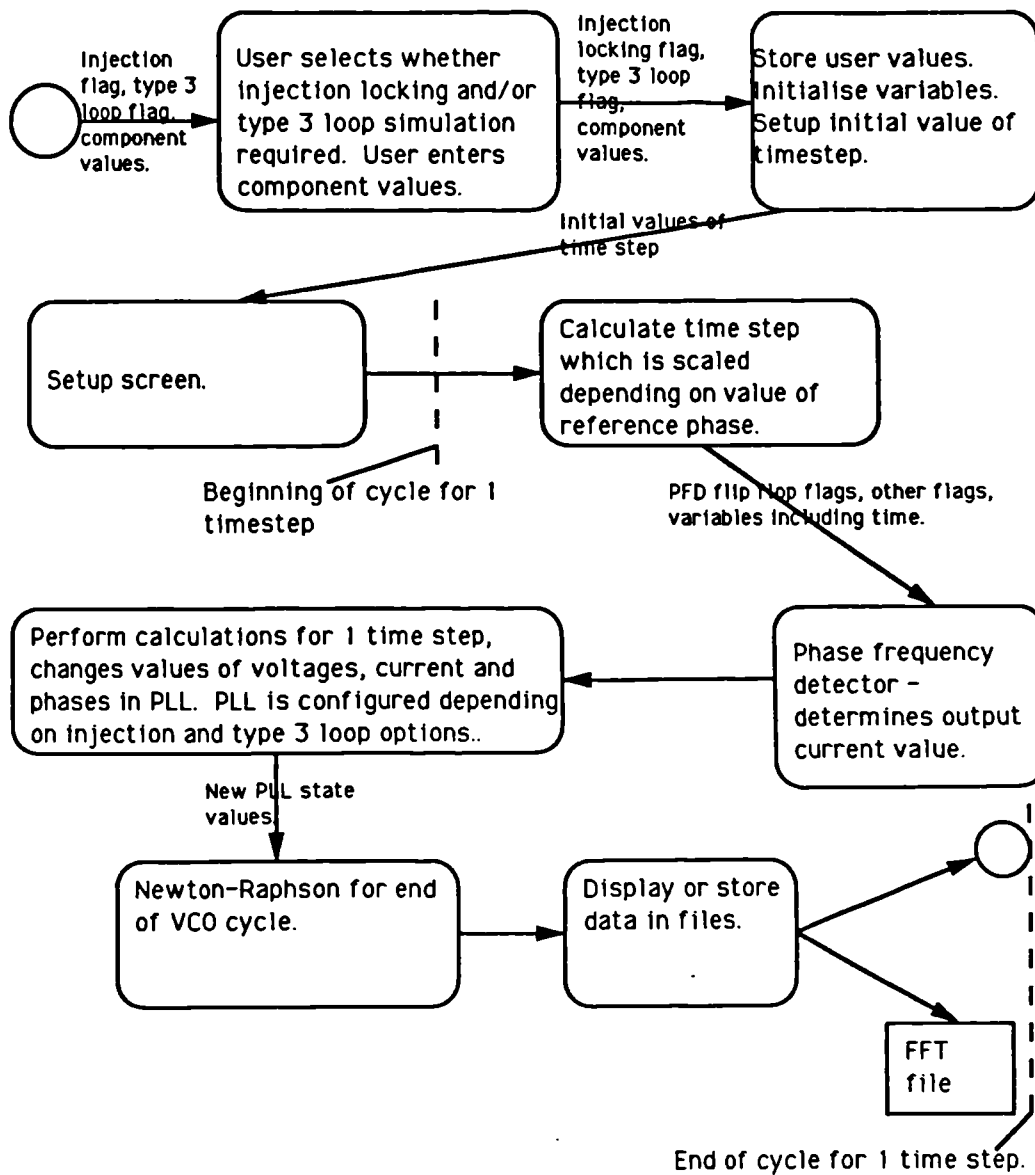 Injection
flag, type 3
loop flag,
component
values.
User selects whether
injection locking and/or
type 3 loop simulation
required. User enters
component values.
Injection
locking flag,
type 3 loop
flag,
component
values.
Store user values.
Initialise variables.
Setup initial value of
timestep.
Initial values of
time step
Setup screen.
Calculate time step
which is scaled
depending on value of
reference phase.
Beginning of cycle for 1
timestep
PFD flip flop flags, other flags,
variables including time.
Perform calculations for 1 time step,
changes values of voltages, current and
phases in PLL. PLL is configured depending
on injection and type 3 loop options..
Phase frequency
detector -
determines output
current value.
New PLL state
values.
Newton-Raphson for end
of VCO cycle.
Display or store
data in files.
FFT
file
End of cycle for 1 time step.